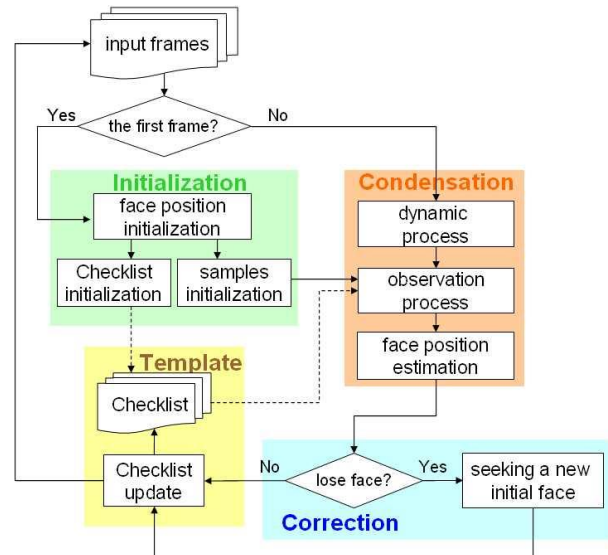 input frames
Yes
the first frame?
No
Initialization
face position
initialization
Checklist
initialization
samples
initialization
Condensation
dynamic
process
observation
process
face position
estimation
Template
Checklist
Checklist
update
No
lose face?
Yes
seeking a new
initial face
Correction